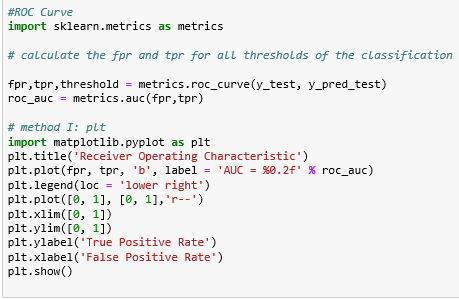 #ROC Curve
import sklearn.metrics as metrics
# calculate the fpr and tpr for all thresholds of the classification
fpr,tpr,threshold = metrics.roc_curve(y_test, y_pred_test)
roc_auc = metrics.auc(fpr,tpr)
# method I: plt
import matplotlib.pyplot as plt
plt.title('Receiver Operating Characteristic')
plt.plot(fpr, tpr, 'b', label = 'AUC = %0.2f' % roc_auc)
plt.legend(loc = 'lower right')
plt.plot([0, 1], [0, 1],'r--')
plt.xlim([0, 1])
plt.ylim([0, 1])
plt.ylabel('True Positive Rate')
plt.xlabel('False Positive Rate')
plt.show()